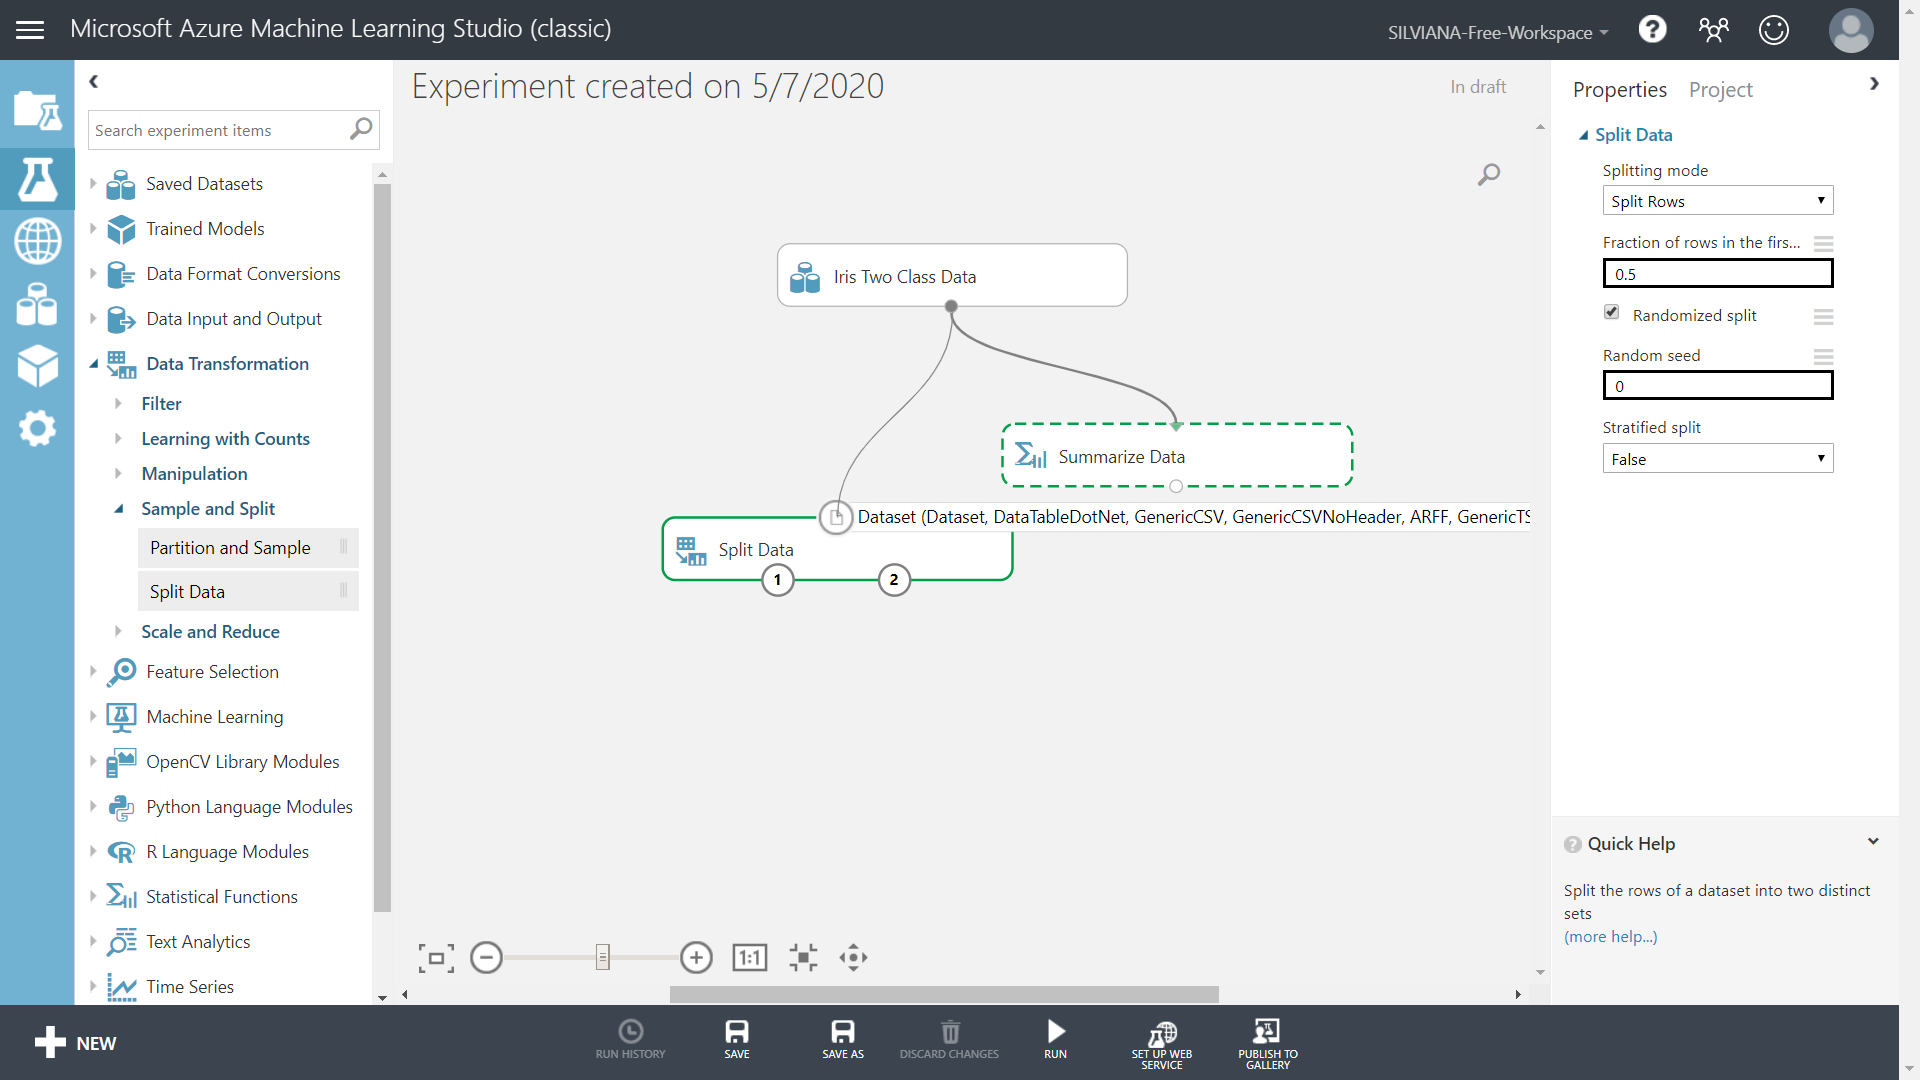 Microsoft Azure Machine Learning Studio (classic)
SILVIANA-Free-Workspace
?
Experiment created on 5/7/2020
In draft
Search experiment items
Saved Datasets
Trained Models
Data Format Conversions
Data Input and Output
Data Transformation
Filter
Learning with Counts
Manipulation
Sample and Split
Partition and Sample
Split Data
Scale and Reduce
Feature Selection
Machine Learning
OpenCV Library Modules
Python Language Modules
R Language Modules
Statistical Functions
Text Analytics
Time Series
Iris Two Class Data
Summarize Data
Dataset (Dataset, DataTableDotNet, GenericCSV, GenericCSVNoHeader, ARFF, GenericTS
Split Data
1
2
1:1
Properties
Project
Split Data
Splitting mode
Split Rows
Fraction of rows in the firs...
0.5
Randomized split
Random seed
0
Stratified split
False
? Quick Help
Split the rows of a dataset into two distinct
sets
(more help...)
NEW
RUN HISTORY
SAVE
SAVE AS
DISCARD CHANGES
RUN
SET UP WEB
SERVICE
PUBLISH TO
GALLERY